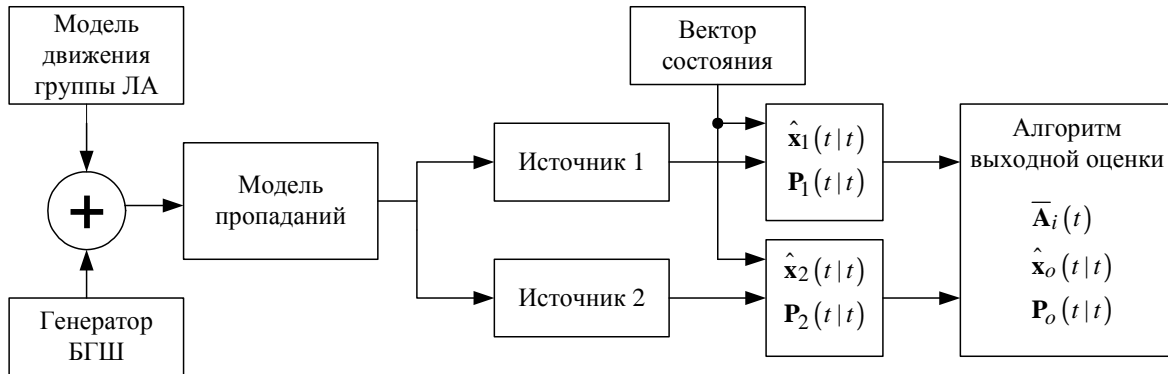 Модель
движения
группы ЛА
+
Генератор
БГШ
Модель
пропаданий
Источник 1
Источник 2
Вектор
состояния
x̂₁(t|t)
P₁(t|t)
x̂₂(t|t)
P₂(t|t)
Алгоритм
выходной оценки
A̅ᵢ(t)
x̂ₒ(t|t)
Pₒ(t|t)